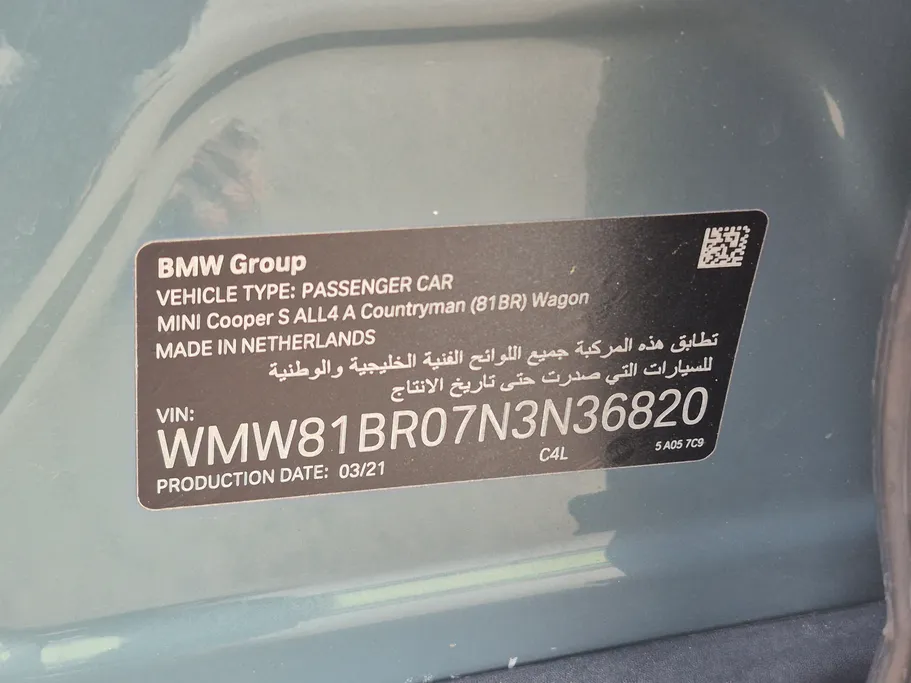 BMW Group
VEHICLE TYPE: PASSENGER CAR
MINI Cooper S ALL4 A Countryman (81BR) Wagon
MADE IN NETHERLANDS
تطابق هذه المركبة جميع اللوائح الفنية الخليجية والوطنية
للسيارات التي صدرت حتى تاريخ الانتاج
VIN:
WMW81BR07N3N36820
PRODUCTION DATE: 03/21 C4L 5 A05 7C9